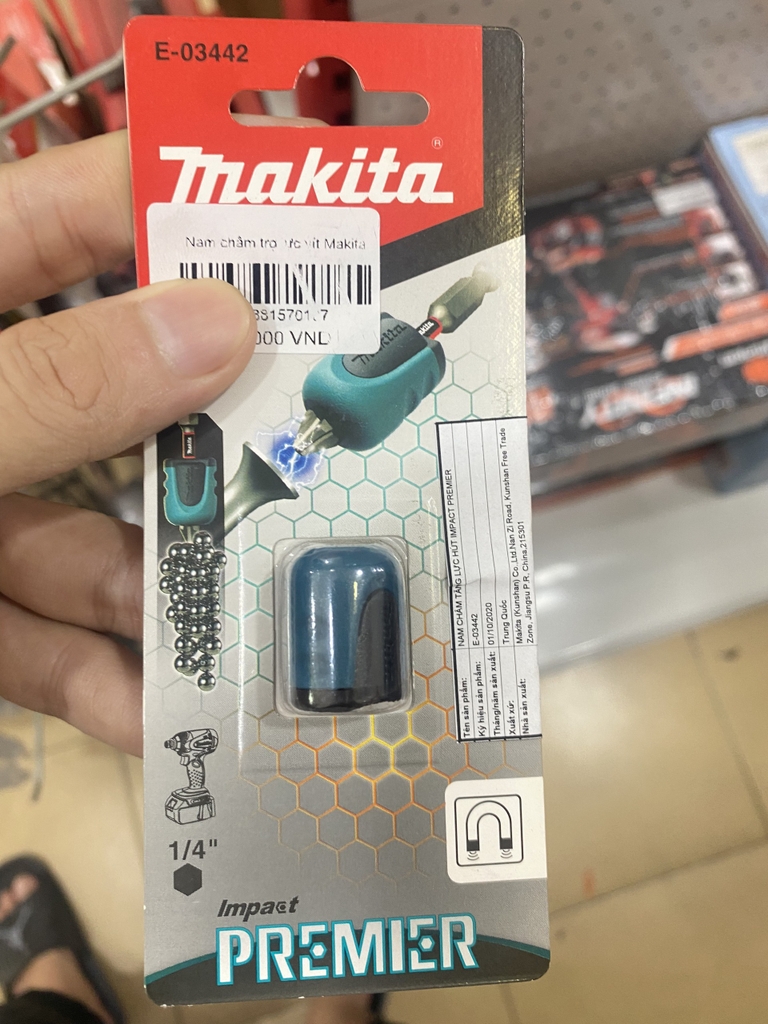 E-03442
makita®
Nam châm trợ lực vít Makita
000 VND
Makita
Makita
Makita
Tên sản phẩm: NAM CHÂM TĂNG LỰC HÚT IMPACT PREMIER
Ký hiệu sản phẩm: E-03442
Tháng/năm sản xuất: 01/10/2020
Xuất xứ: Trung Quốc
Nhà sản xuất: Makita (Kunshan) Co.,Ltd,Nan Zi Road, Kunshan Free Trade
Zone, Jiangsu P.R, China,215301
1/4"
Impact
PREMIER